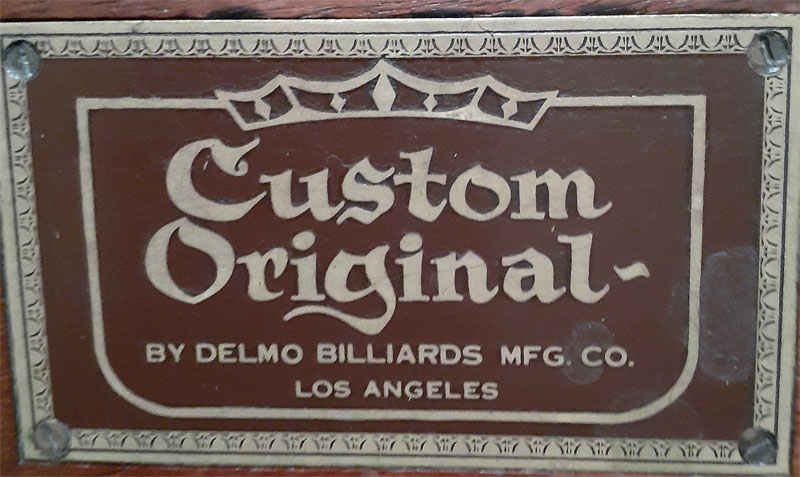 Custom
Original-
BY DELMO BILLIARDS MFG. CO.
LOS ANGELES